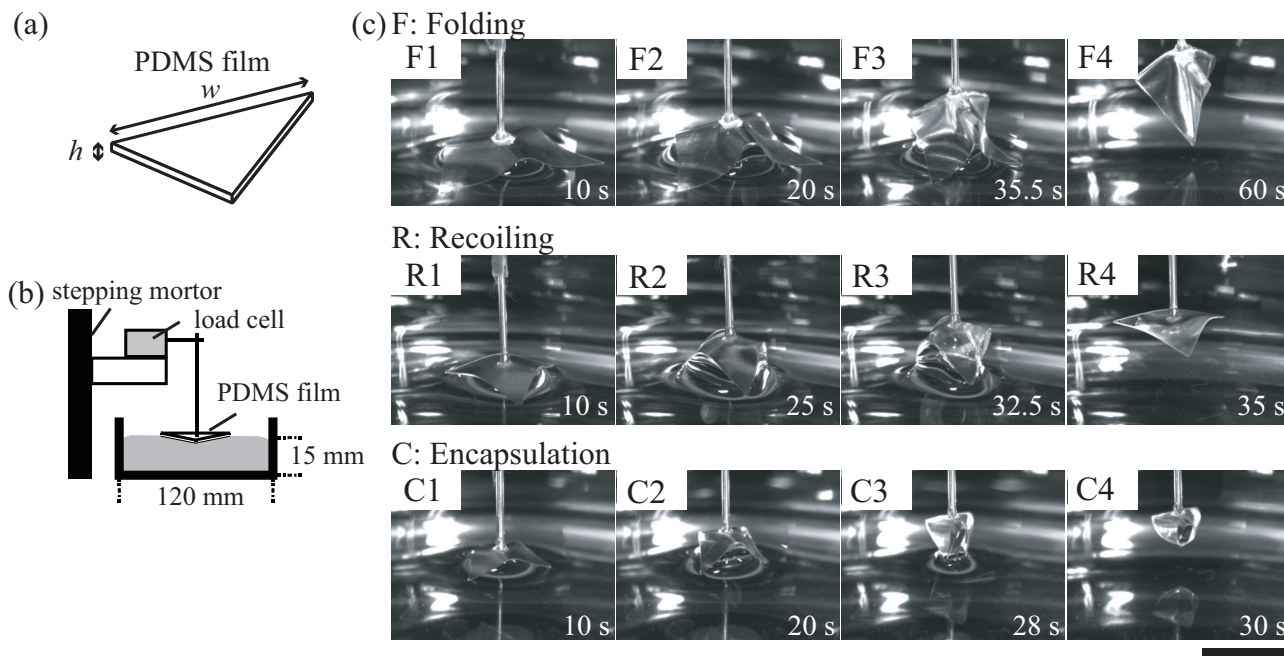 (a)
PDMS film
w
h
(b)
stepping mortor
load cell
PDMS film
15 mm
120 mm
(c) F: Folding
F1 F2 F3 F4
10 s 20 s 35.5 s 60 s
R: Recoiling
R1 R2 R3 R4
10 s 25 s 32.5 s 35 s
C: Encapsulation
C1 C2 C3 C4
10 s 20 s 28 s 30 s